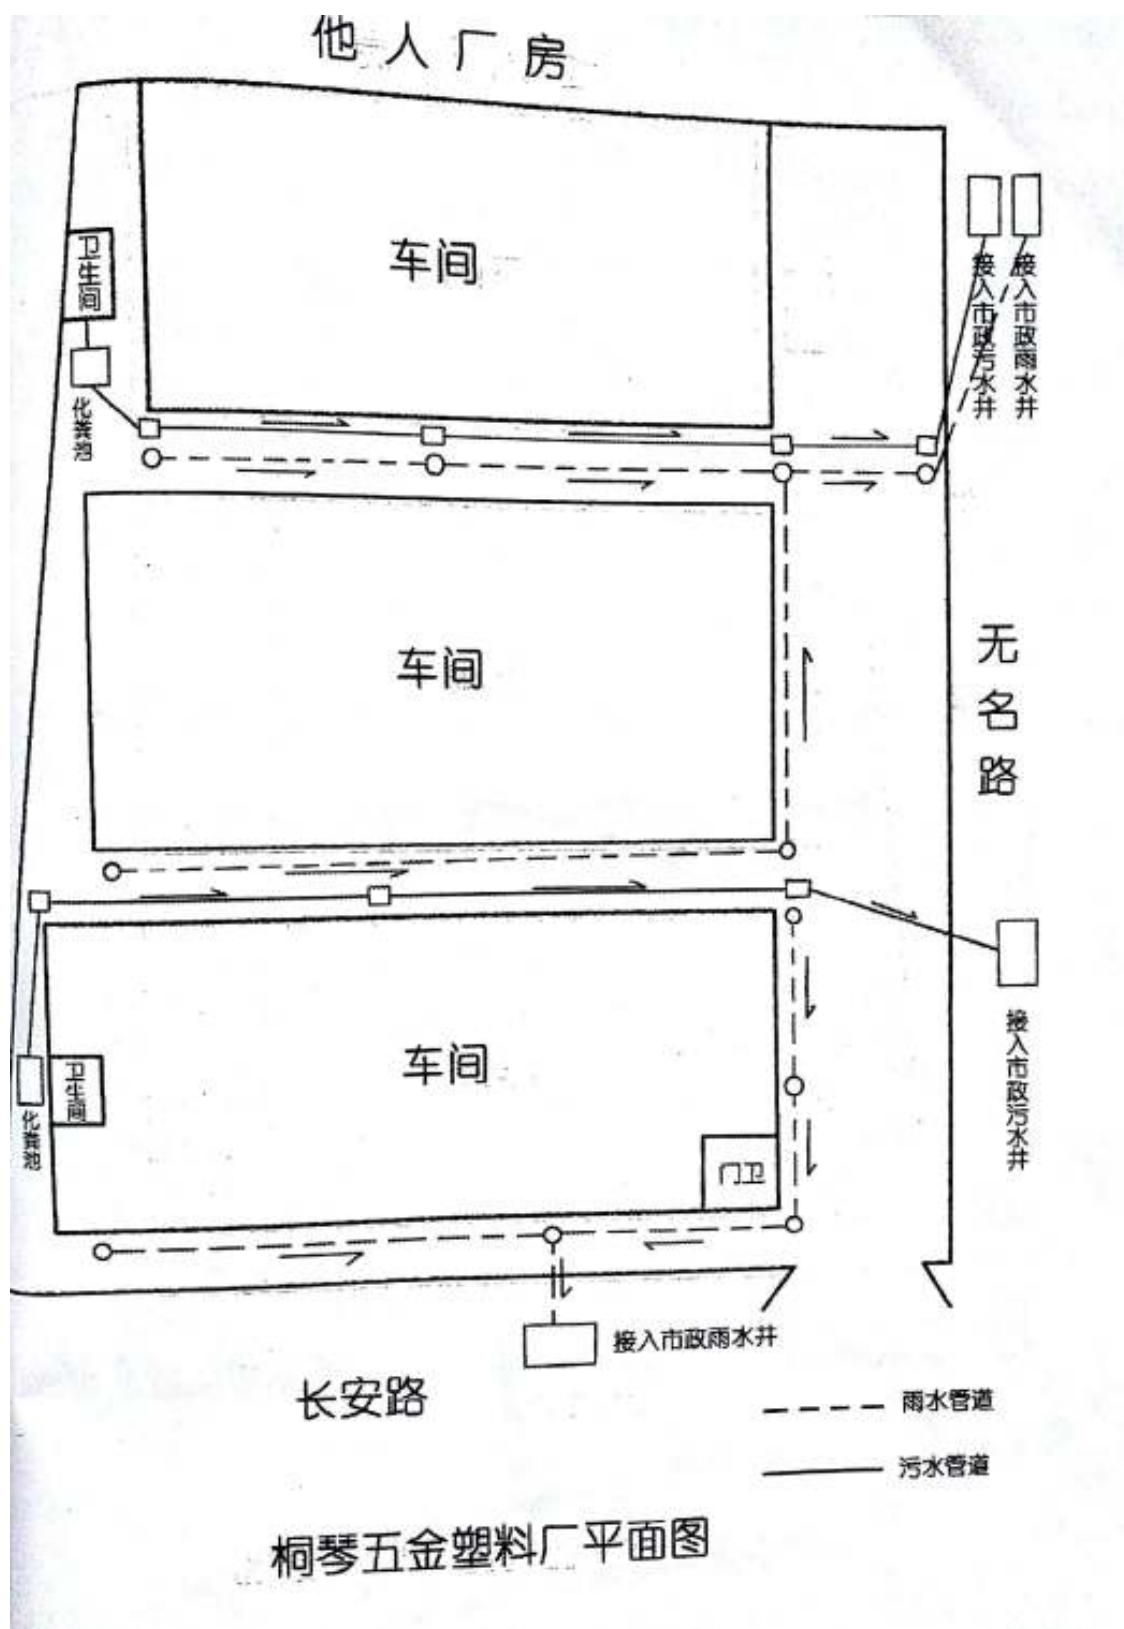 他人厂房
车间
卫生间
接入市政污水井
接入市政雨水井
化粪池
车间
无名路
车间
卫生间
化粪池
门卫
接入市政污水井
接入市政雨水井
长安路
雨水管道
污水管道
桐琴五金塑料厂平面图